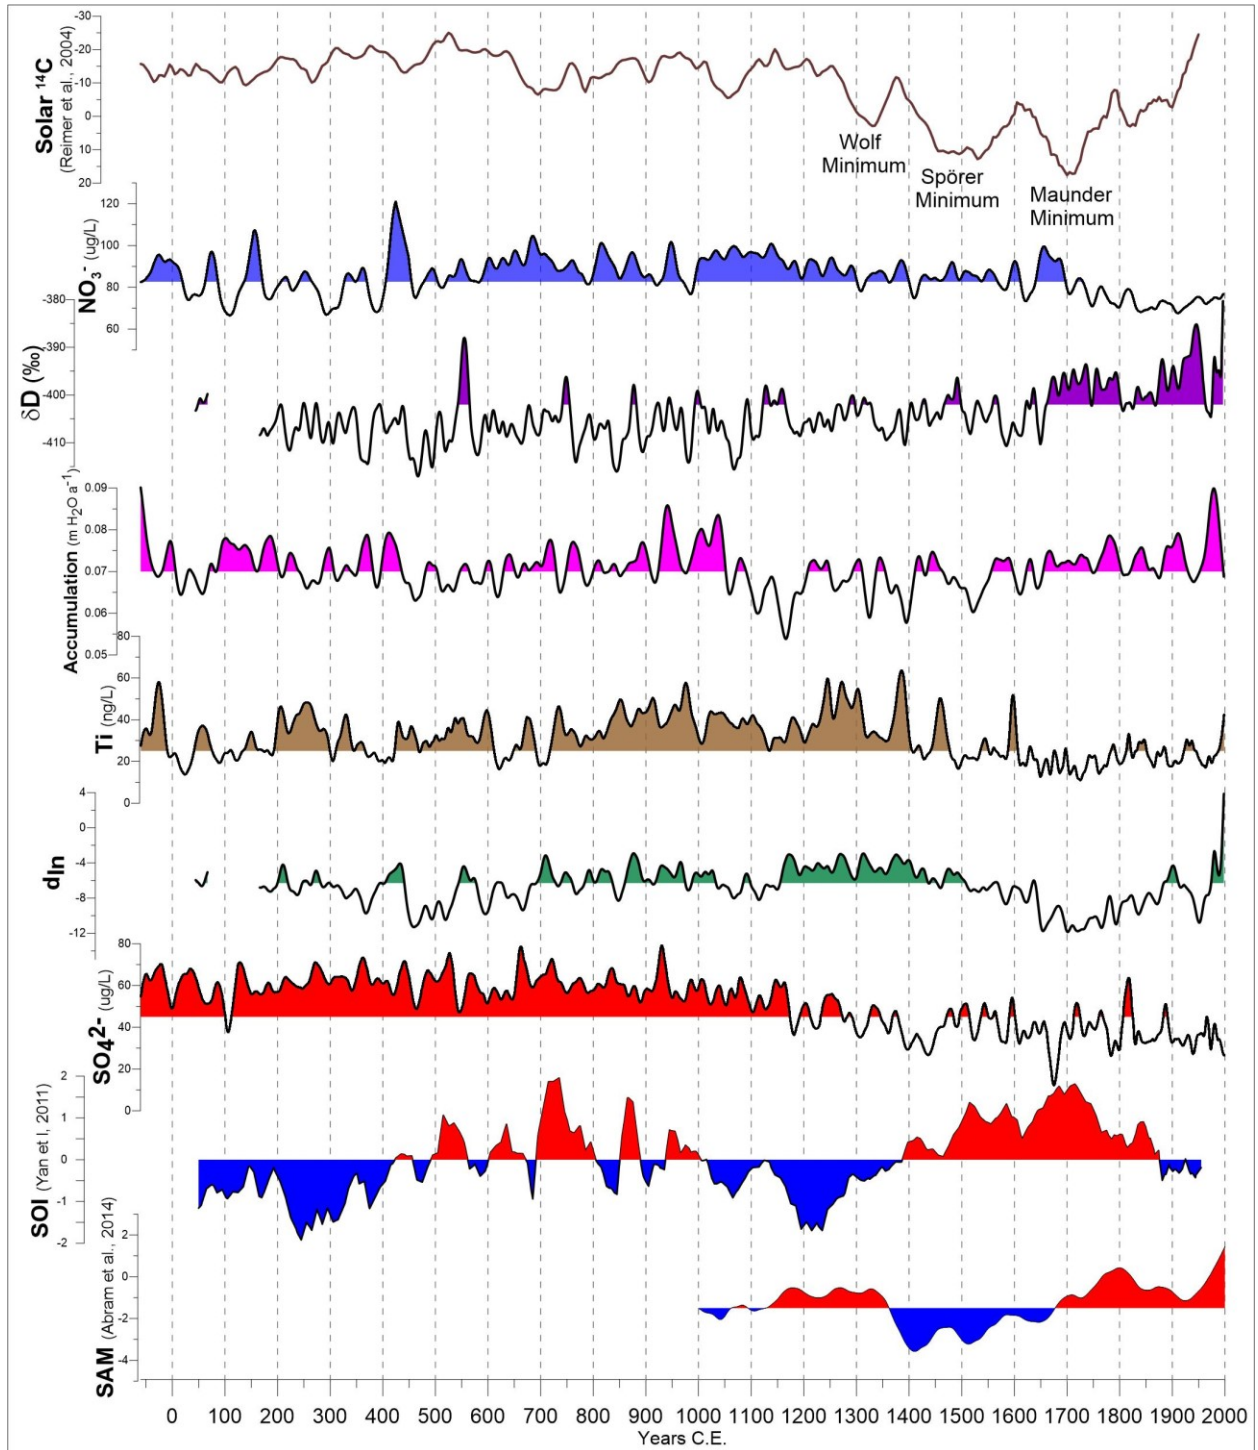 Solar ¹⁴C
(Reimer et al., 2004)
-30
-20
-10
0
10
20
Wolf
Minimum
Spörer
Minimum
Maunder
Minimum
NO₃⁻ (ug/L)
120
100
80
60
δD (‰)
-380
-390
-400
-410
Accumulation (m H₂O a⁻¹)
0.09
0.08
0.07
0.06
0.05
Ti (ng/L)
80
60
40
20
0
dln
4
0
-4
-8
-12
SO₄²⁻ (ug/L)
80
60
40
20
0
SOI (Yan et l, 2011)
2
1
0
-1
-2
SAM (Abram et al., 2014)
2
0
-2
-4
0 100 200 300 400 500 600 700 800 900 1000 1100 1200 1300 1400 1500 1600 1700 1800 1900 2000
Years C.E.